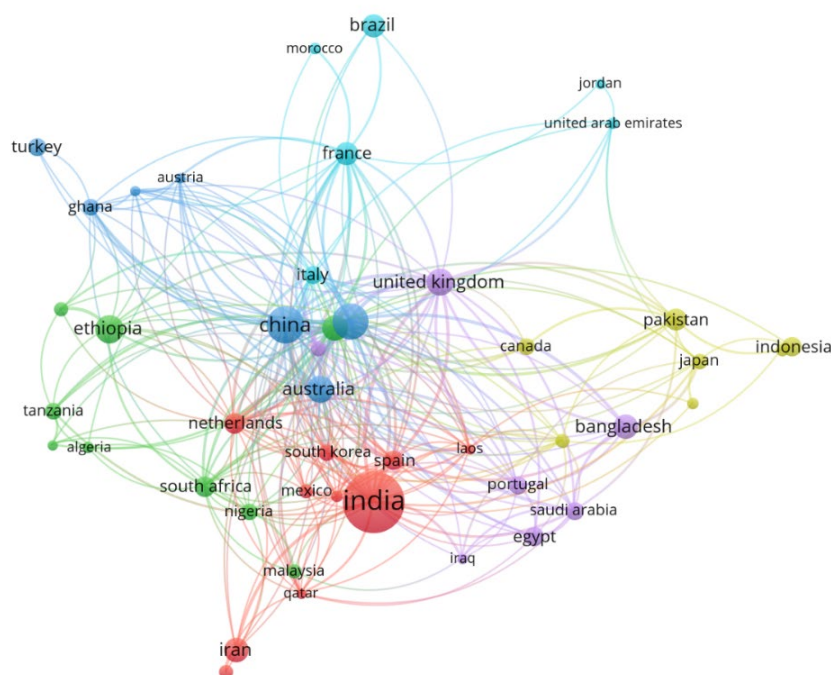 brazil
morocco
jordan
united arab emirates
turkey
france
austria
ghana
italy
united kingdom
china
ethiopia
pakistan
canada
japan
indonesia
australia
tanzania
netherlands
bangladesh
algeria
south korea
spain
laos
south africa
mexico
india
portugal
nigeria
saudi arabia
egypt
iraq
malaysia
qatar
iran